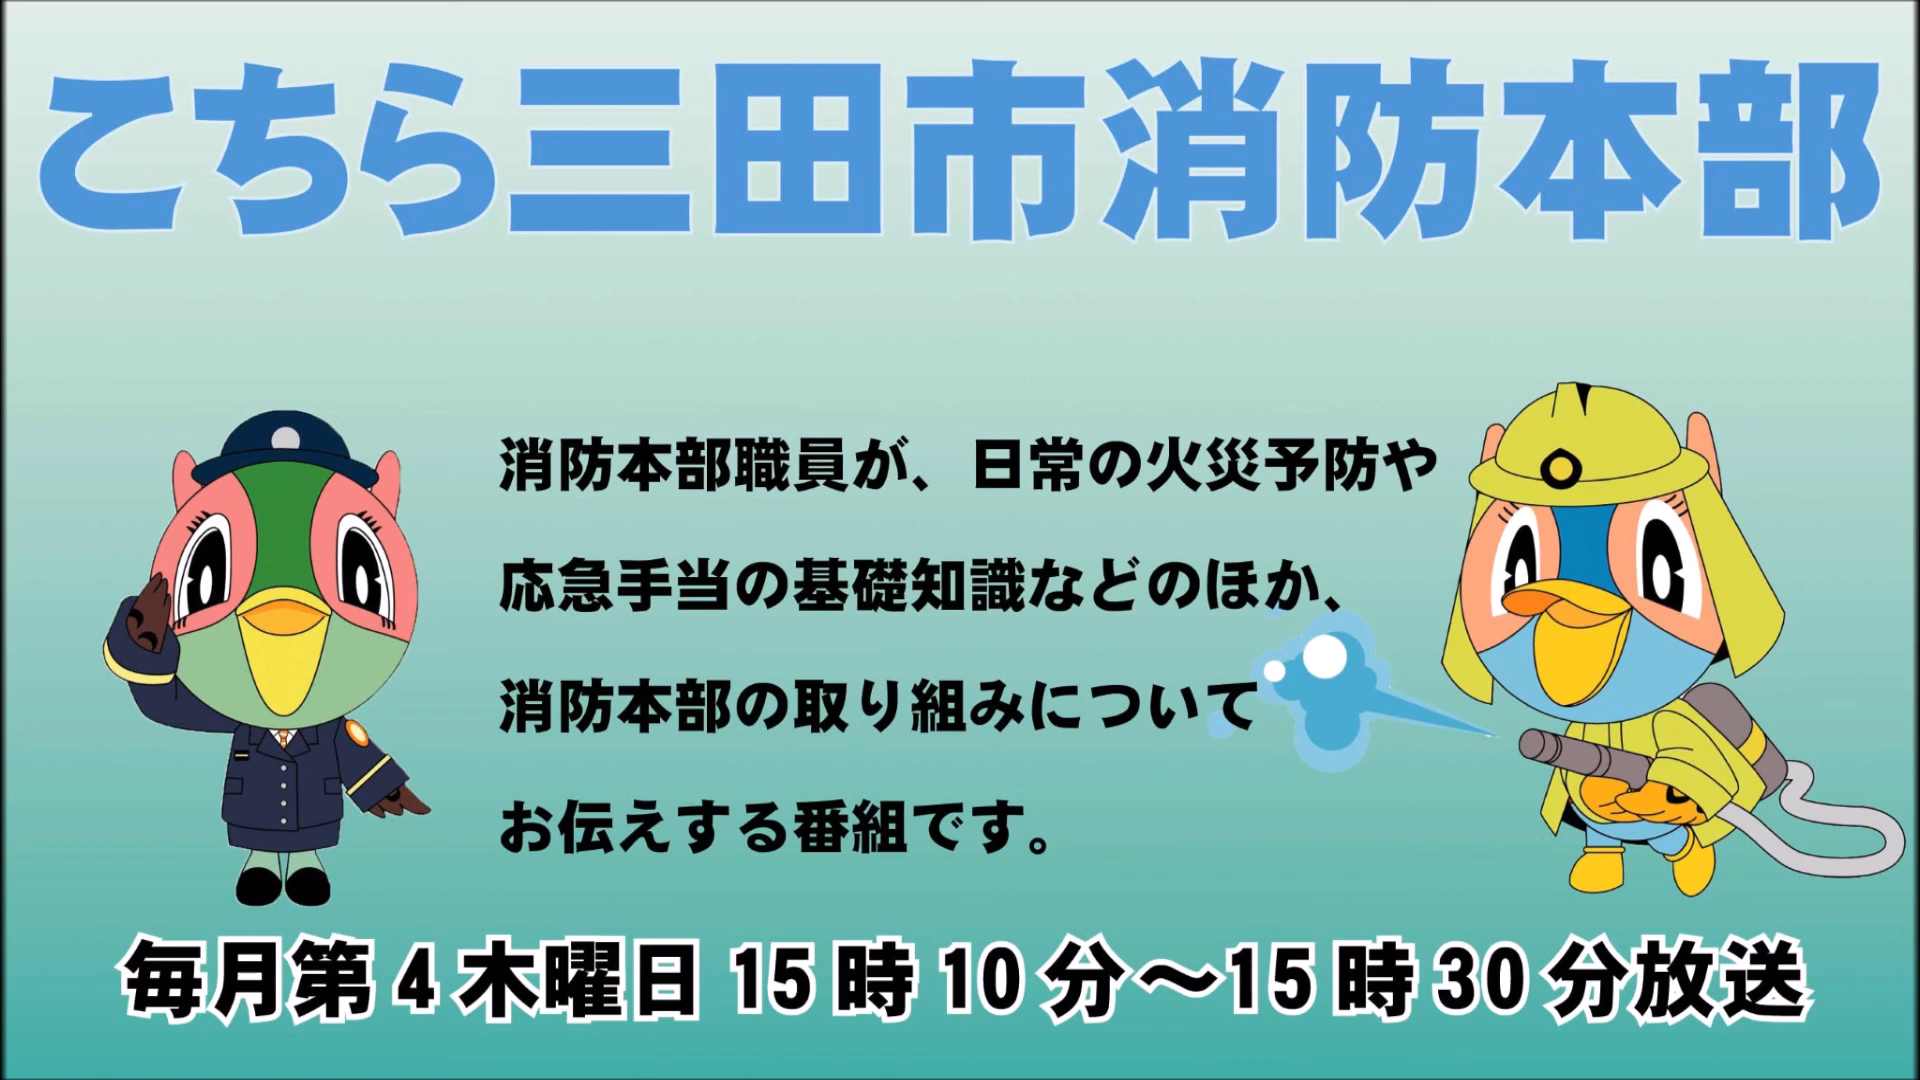 こちら三田市消防本部
消防本部職員が、日常の火災予防や
応急手当の基礎知識などのほか、
消防本部の取り組みについて
お伝えする番組です。
毎月第4木曜日 15時10分～15時30分放送